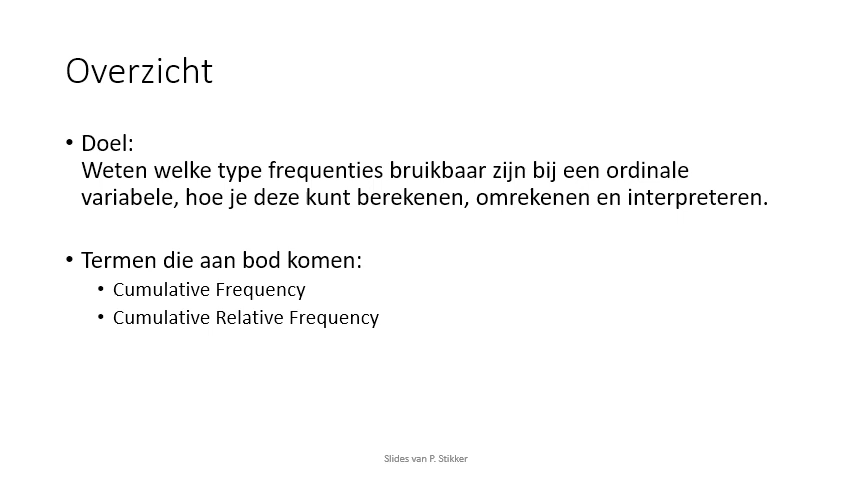 Overzicht
• Doel:
Weten welke type frequenties bruikbaar zijn bij een ordinale
variabele, hoe je deze kunt berekenen, omrekenen en interpreteren.
• Termen die aan bod komen:
• Cumulative Frequency
• Cumulative Relative Frequency
Slides van P. Stikker